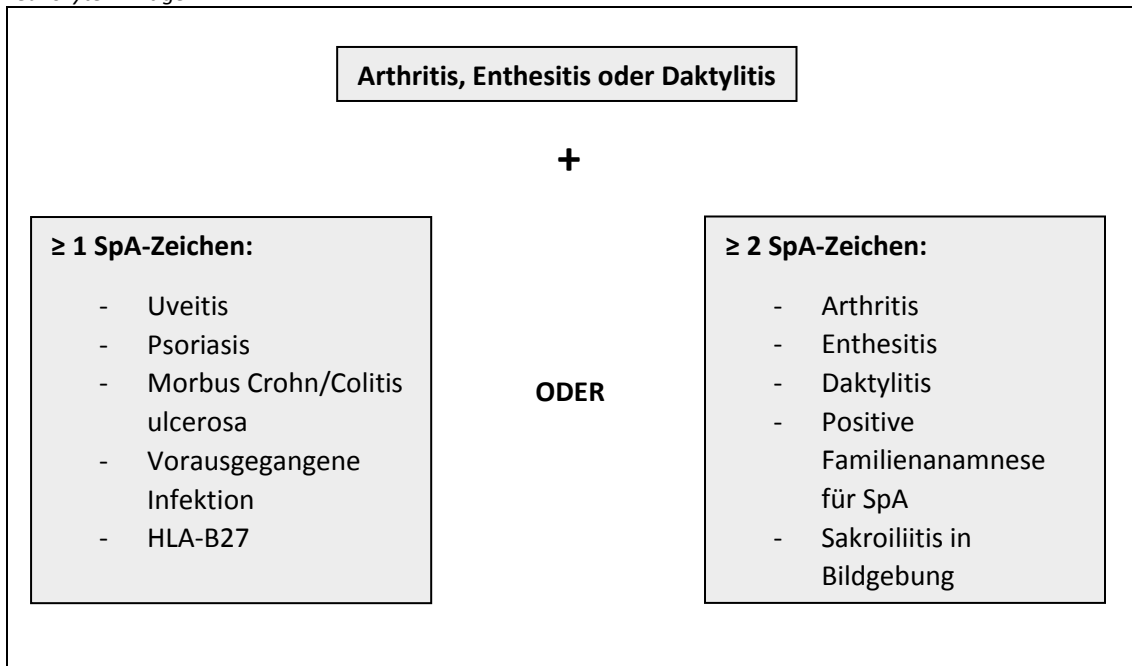 Arthritis, Enthesitis oder Daktylitis
+
≥ 1 SpA-Zeichen:
- Uveitis
- Psoriasis
- Morbus Crohn/Colitis
ulcerosa
- Vorausgegangene
Infektion
- HLA-B27
ODER
≥ 2 SpA-Zeichen:
- Arthritis
- Enthesitis
- Daktylitis
- Positive
Familienanamnese
für SpA
- Sakroiliitis in
Bildgebung